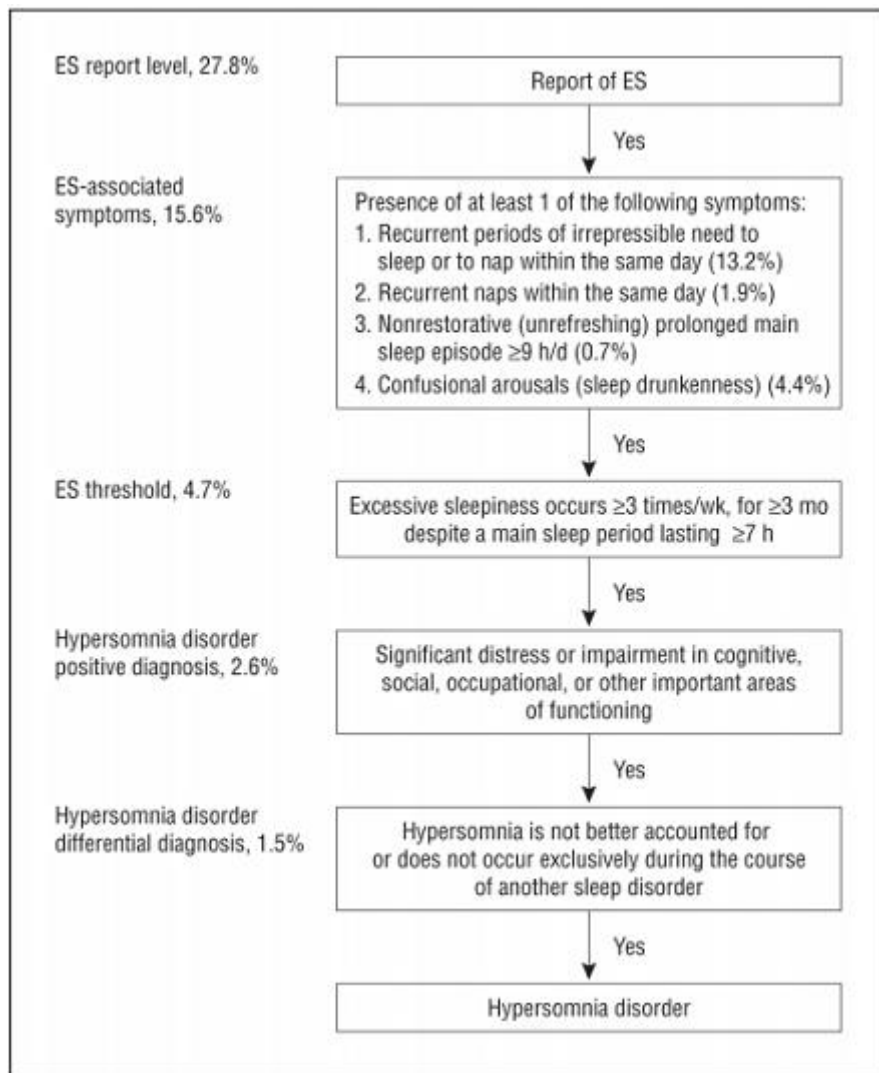 ES report level, 27.8%
Report of ES
Yes
ES-associated
symptoms, 15.6%
Presence of at least 1 of the following symptoms:
1. Recurrent periods of irrepressible need to
sleep or to nap within the same day (13.2%)
2. Recurrent naps within the same day (1.9%)
3. Nonrestorative (unrefreshing) prolonged main
sleep episode ≥9 h/d (0.7%)
4. Confusional arousals (sleep drunkenness) (4.4%)
Yes
ES threshold, 4.7%
Excessive sleepiness occurs ≥3 times/wk, for ≥3 mo
despite a main sleep period lasting ≥7 h
Yes
Hypersomnia disorder
positive diagnosis, 2.6%
Significant distress or impairment in cognitive,
social, occupational, or other important areas
of functioning
Yes
Hypersomnia disorder
differential diagnosis, 1.5%
Hypersomnia is not better accounted for
or does not occur exclusively during the course
of another sleep disorder
Yes
Hypersomnia disorder